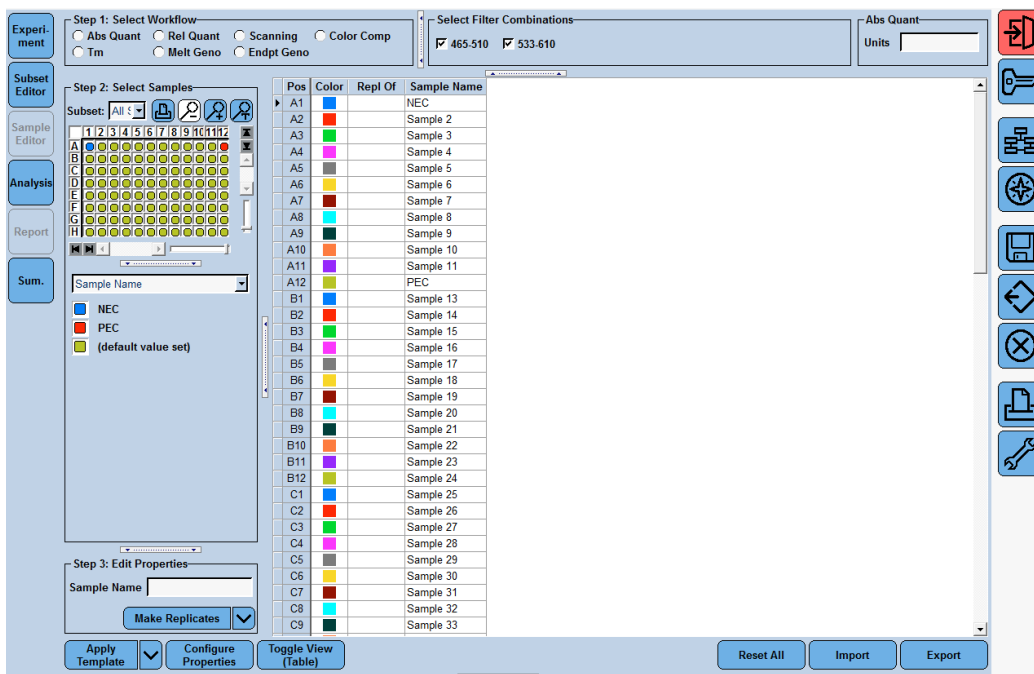 Experi-
ment
Subset
Editor
Sample
Editor
Analysis
Report
Sum.
Step 1: Select Workflow
Abs Quant Rel Quant Scanning Color Comp
Tm Melt Geno Endpt Geno
Select Filter Combinations
465-510 533-610
Abs Quant
Units
Step 2: Select Samples
Subset: All
1 2 3 4 5 6 7 8 9 10 11 12
A
B
C
D
E
F
G
H
Sample Name
NEC
PEC
(default value set)
Step 3: Edit Properties
Sample Name
Make Replicates
Pos Color Repl Of Sample Name
A1 NEC
A2 Sample 2
A3 Sample 3
A4 Sample 4
A5 Sample 5
A6 Sample 6
A7 Sample 7
A8 Sample 8
A9 Sample 9
A10 Sample 10
A11 Sample 11
A12 PEC
B1 Sample 13
B2 Sample 14
B3 Sample 15
B4 Sample 16
B5 Sample 17
B6 Sample 18
B7 Sample 19
B8 Sample 20
B9 Sample 21
B10 Sample 22
B11 Sample 23
B12 Sample 24
C1 Sample 25
C2 Sample 26
C3 Sample 27
C4 Sample 28
C5 Sample 29
C6 Sample 30
C7 Sample 31
C8 Sample 32
C9 Sample 33
Apply
Template
Configure
Properties
Toggle View
(Table)
Reset All Import Export